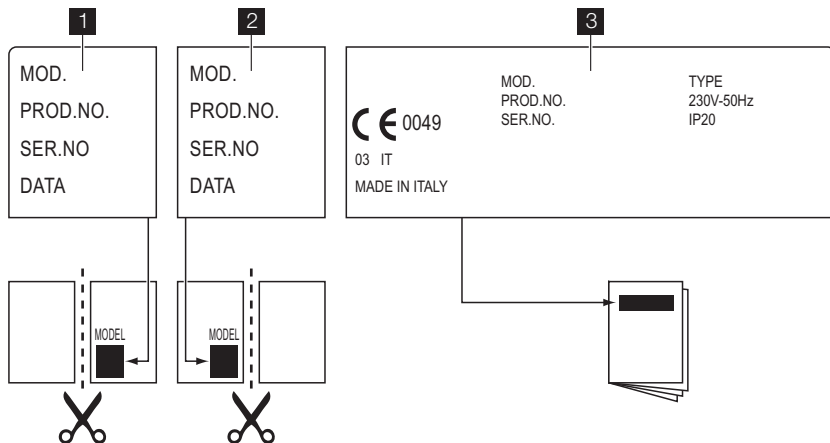 1
MOD.
PROD.NO.
SER.NO
DATA
2
MOD.
PROD.NO.
SER.NO
DATA
3
MOD.
PROD.NO.
SER.NO.
TYPE
230V-50Hz
IP20
CE 0049
03 IT
MADE IN ITALY
MODEL
MODEL